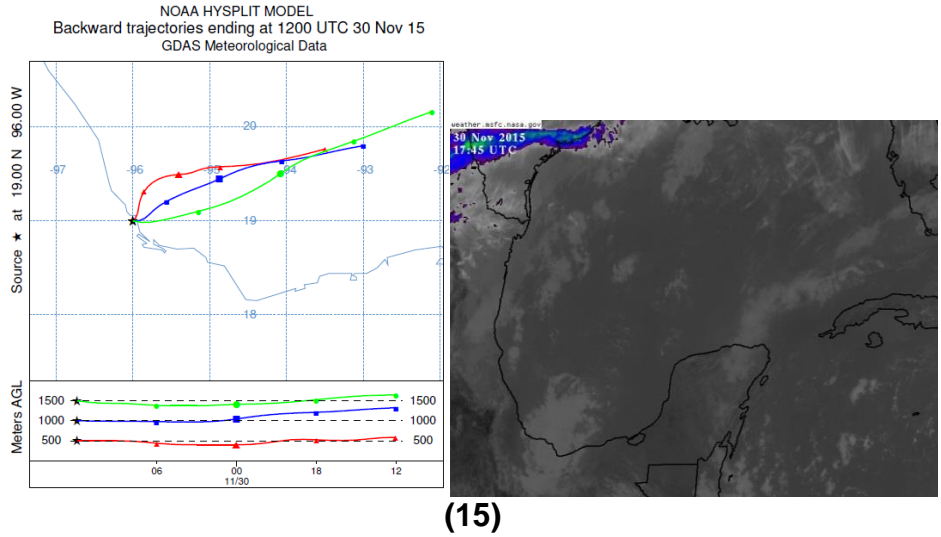 NOAA HYSPLIT MODEL
Backward trajectories ending at 1200 UTC 30 Nov 15
GDAS Meteorological Data
Source ★ at 19.00 N 96.00 W
20
-97
-96
-95
-94
-93
-92
19
18
Meters AGL
1500
1000
500
1500
1000
500
06
00
18
12
11/30
weather.msfc.nasa.gov
30 Nov 2015
17:45 UTC
(15)